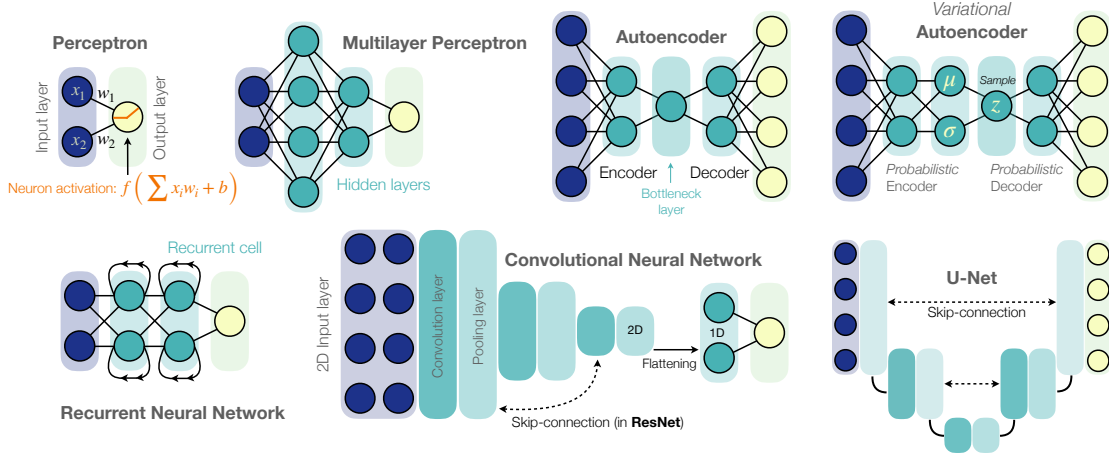 Perceptron
Input layer
x₁
x₂
w₁
w₂
Output layer
Neuron activation: f(∑ xᵢwᵢ + b)
Multilayer Perceptron
Hidden layers
Autoencoder
Encoder
Decoder
Bottleneck
layer
Variational
Autoencoder
μ
σ
Sample
z
Probabilistic
Encoder
Probabilistic
Decoder
Recurrent cell
Recurrent Neural Network
Convolutional Neural Network
2D Input layer
Convolution layer
Pooling layer
2D
Flattening
1D
Skip-connection (in ResNet)
U-Net
Skip-connection